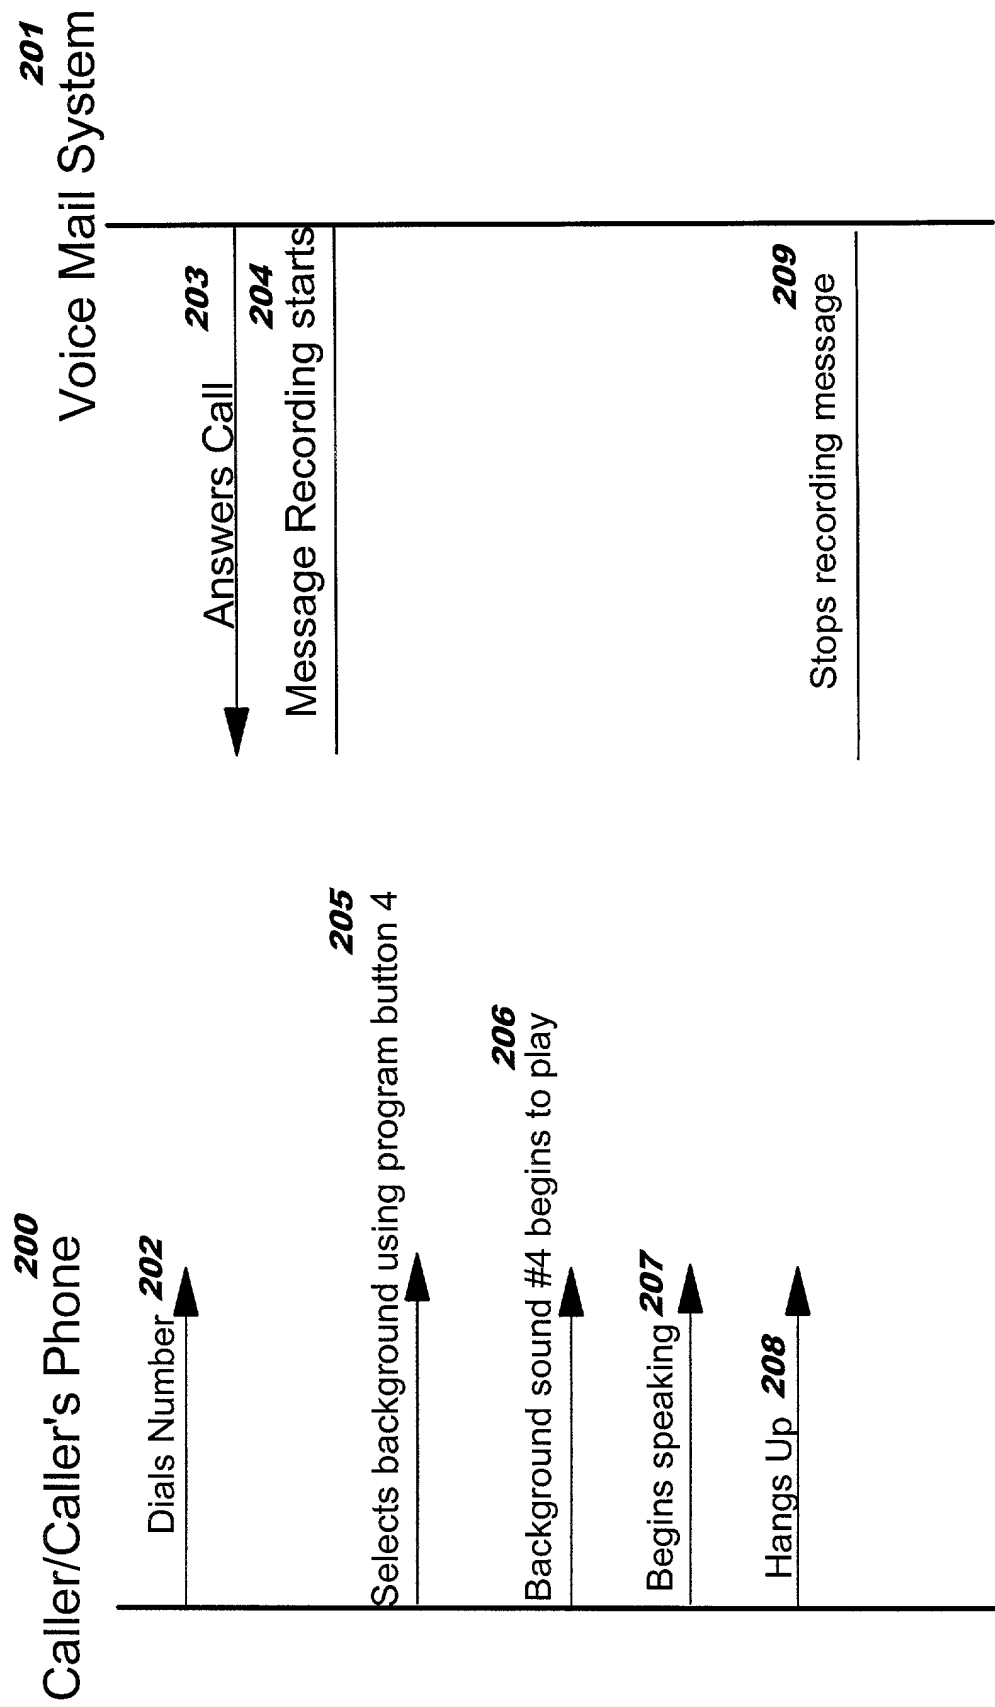 200
Caller/Caller's Phone
201
Voice Mail System
Dials Number 202
203
Answers Call
204
Message Recording starts
205
Selects background using program button 4
206
Background sound #4 begins to play
Begins speaking 207
Hangs Up 208
209
Stops recording message